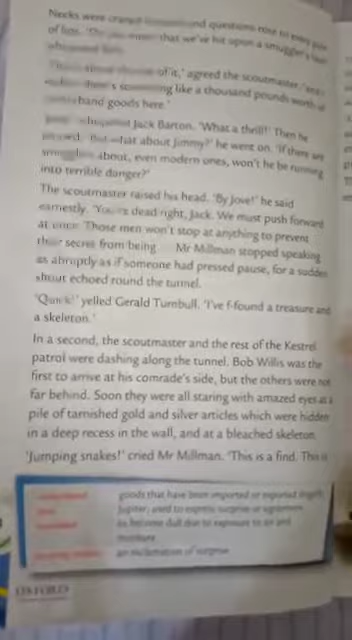 Necks were craned and questions rose to
of lips. that we've hit upon a smuggler's
of it,' agreed the scoutmaster,
something like a thousand pounds worth of
band goods here.'
whispered Jack Barton. 'What a thrill!' Then he
what about Jimmy?' he went on. 'If there are
smugglers about, even modern ones, won't he be running
into terrible danger?'
The scoutmaster raised his head. 'By Jove!' he said
earnestly. 'You're dead right, Jack. We must push forward
at once. Those men won't stop at anything to prevent
their secret from being Mr Millman stopped speaking
as abruptly as if someone had pressed pause, for a sudden
shout echoed round the tunnel.
'Quick!' yelled Gerald Turnbull. 'I've f-found a treasure and
a skeleton.'
In a second, the scoutmaster and the rest of the Kestrel
patrol were dashing along the tunnel. Bob Willis was the
first to arrive at his comrade's side, but the others were not
far behind. Soon they were all staring with amazed eyes at a
pile of tarnished gold and silver articles which were hidden
in a deep recess in the wall, and at a bleached skeleton.
'Jumping snakes!' cried Mr Millman. 'This is a find. This is
goods that have been imported or exported illegally
Jupiter; used to express surprise or agreement
to become dull due to exposure to air and
moisture
an exclamation of surprise
OXFORD